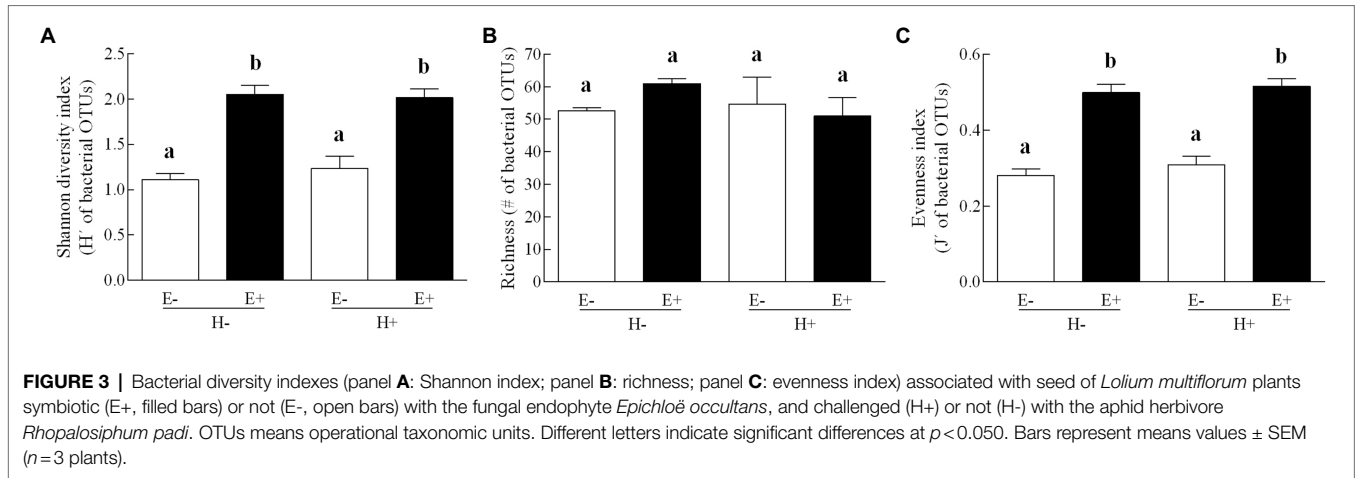 A
Shannon diversity index
(H´ of bacterial OTUs)
2.5
2.0
1.5
1.0
0.5
0.0
a
b
a
b
E-
E+
E-
E+
H-
H+
B
Richness (# of bacterial OTUs)
70
60
50
40
30
20
10
0
a
a
a
a
E-
E+
E-
E+
H-
H+
C
Evenness index
(J´ of bacterial OTUs)
0.6
0.4
0.2
0.0
a
b
a
b
E-
E+
E-
E+
H-
H+
FIGURE 3 | Bacterial diversity indexes (panel A: Shannon index; panel B: richness; panel C: evenness index) associated with seed of Lolium multiflorum plants
symbiotic (E+, filled bars) or not (E-, open bars) with the fungal endophyte Epichloë occultans, and challenged (H+) or not (H-) with the aphid herbivore
Rhopalosiphum padi. OTUs means operational taxonomic units. Different letters indicate significant differences at p < 0.050. Bars represent means values ± SEM
(n = 3 plants).